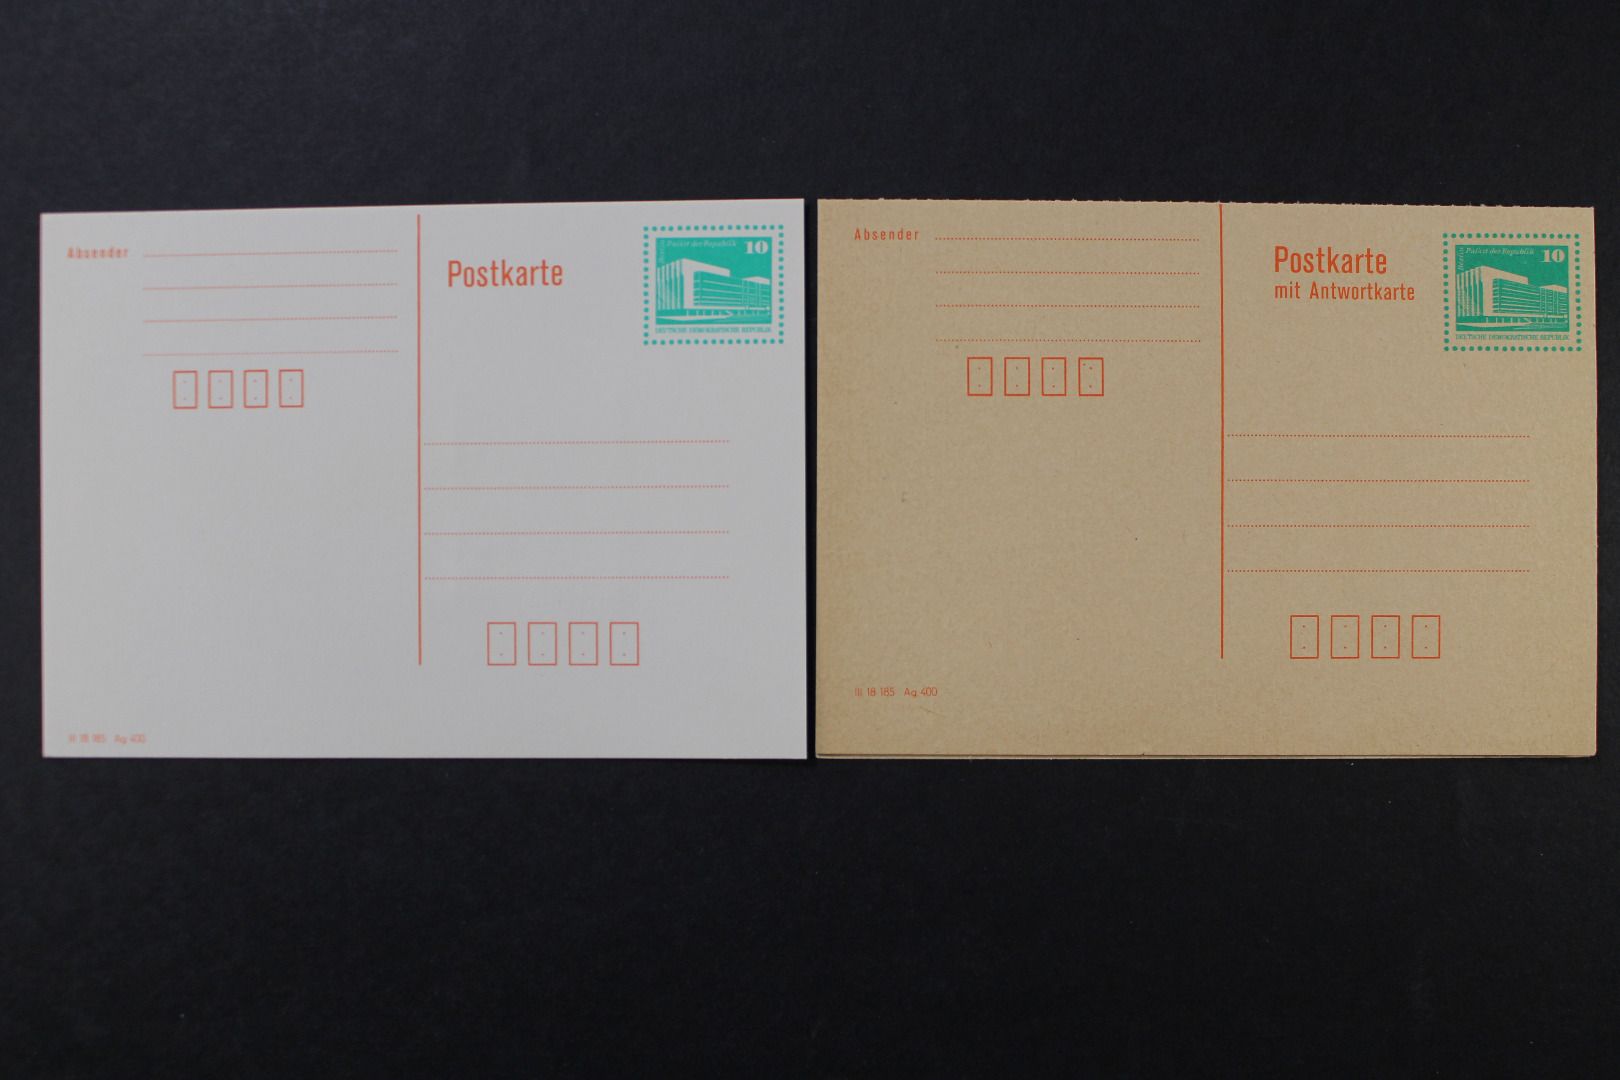 Absender
Postkarte
Berlin
Palast der Republik
10
DEUTSCHE DEMOKRATISCHE REPUBLIK
III 18 185 Ag 400
Absender
Postkarte
mit Antwortkarte
Berlin
Palast der Republik
10
DEUTSCHE DEMOKRATISCHE REPUBLIK
III 18 185 Ag 400